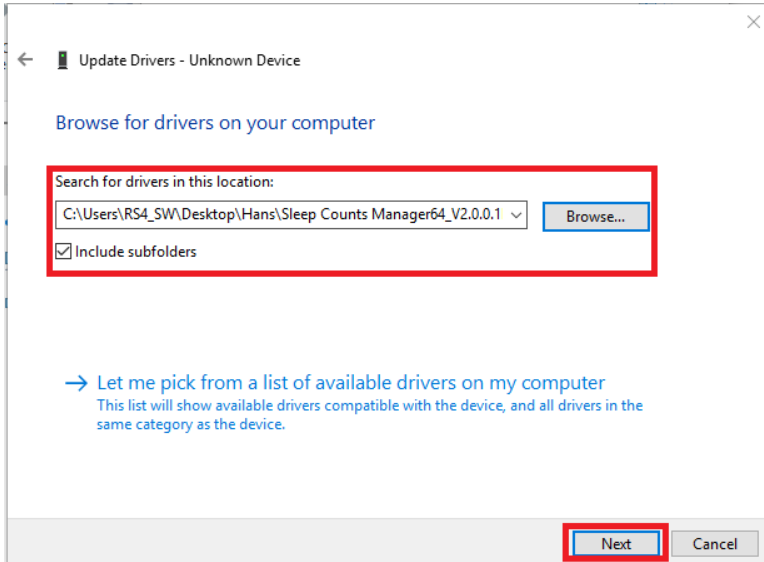 Update Drivers - Unknown Device
Browse for drivers on your computer
Search for drivers in this location:
C:\Users\RS4_SW\Desktop\Hans\Sleep Counts Manager64_V2.0.0.1
Browse...
Include subfolders
Let me pick from a list of available drivers on my computer
This list will show available drivers compatible with the device, and all drivers in the
same category as the device.
Next
Cancel